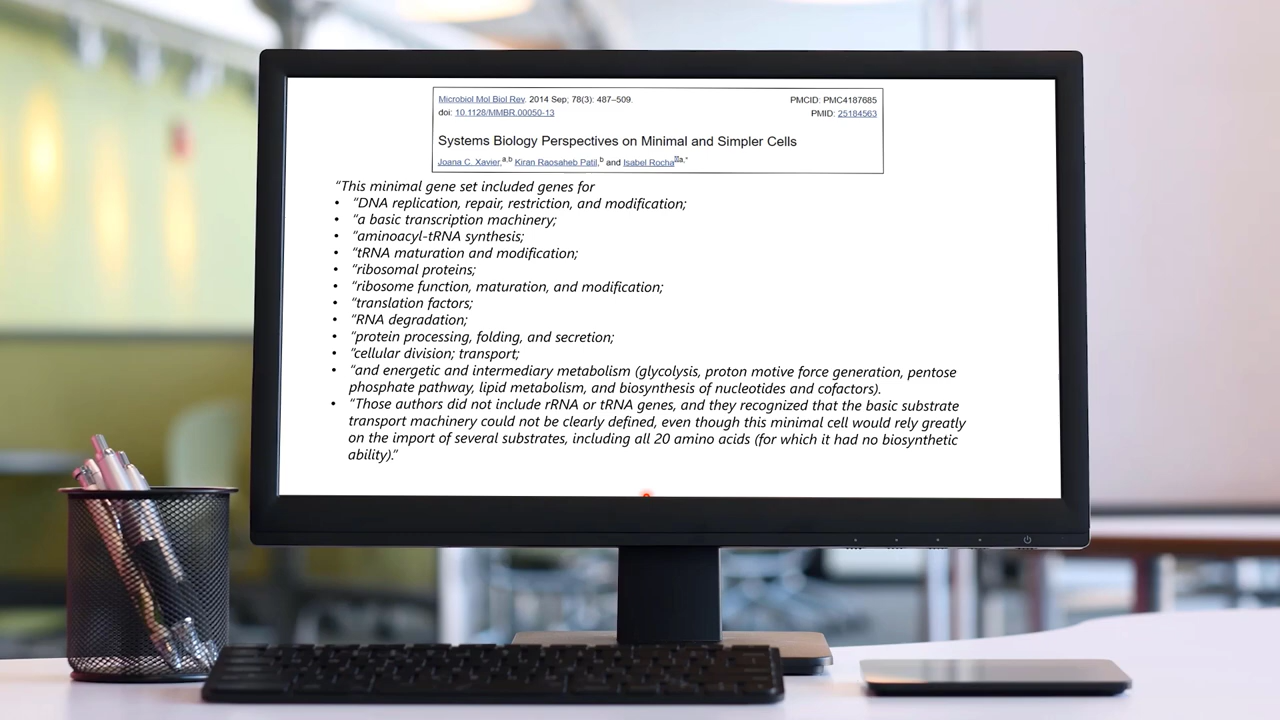 Microbiol Mol Biol Rev. 2014 Sep; 78(3): 487–509.
PMCID: PMC4187685
doi: 10.1128/MMBR.00050-13
PMID: 25184563
Systems Biology Perspectives on Minimal and Simpler Cells
Joana C. Xavier,a,b Kiran Raosaheb Patil,b and Isabel Rocha✉a,*
“This minimal gene set included genes for
• “DNA replication, repair, restriction, and modification;
• “a basic transcription machinery;
• “aminoacyl-tRNA synthesis;
• “tRNA maturation and modification;
• “ribosomal proteins;
• “ribosome function, maturation, and modification;
• “translation factors;
• “RNA degradation;
• “protein processing, folding, and secretion;
• “cellular division; transport;
• “and energetic and intermediary metabolism (glycolysis, proton motive force generation, pentose
phosphate pathway, lipid metabolism, and biosynthesis of nucleotides and cofactors).
• “Those authors did not include rRNA or tRNA genes, and they recognized that the basic substrate
transport machinery could not be clearly defined, even though this minimal cell would rely greatly
on the import of several substrates, including all 20 amino acids (for which it had no biosynthetic
ability).”